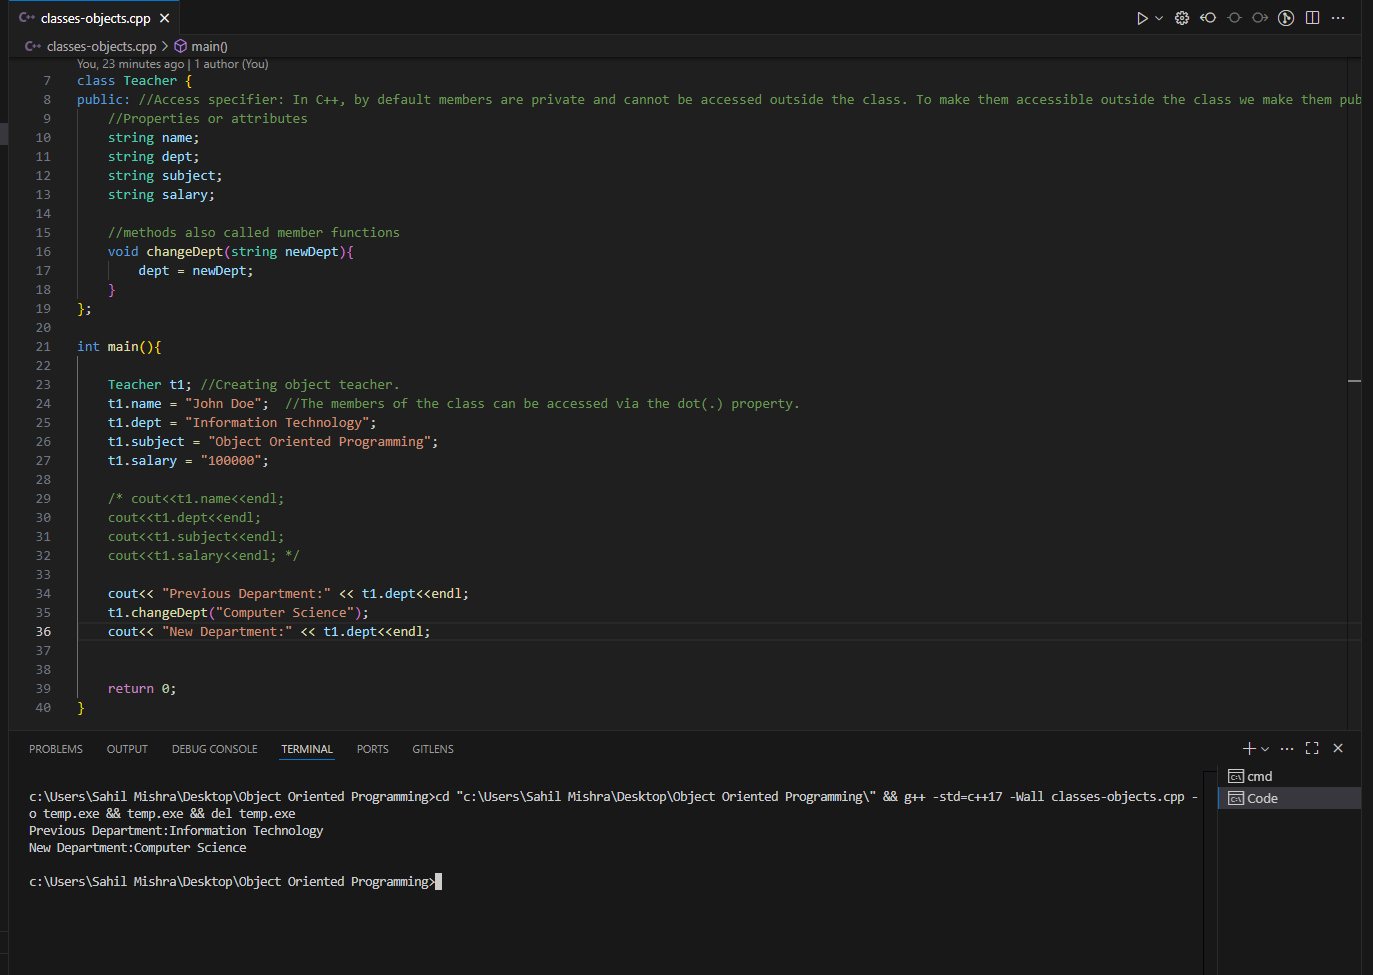 C++ classes-objects.cpp ×
C++ classes-objects.cpp > main()
You, 23 minutes ago | 1 author (You)
7 class Teacher {
8 public: //Access specifier: In C++, by default members are private and cannot be accessed outside the class. To make them accessible outside the class we make them pub
9 //Properties or attributes
10 string name;
11 string dept;
12 string subject;
13 string salary;
14
15 //methods also called member functions
16 void changeDept(string newDept){
17 dept = newDept;
18 }
19 };
20
21 int main(){
22
23 Teacher t1; //Creating object teacher.
24 t1.name = "John Doe";  //The members of the class can be accessed via the dot(.) property.
25 t1.dept = "Information Technology";
26 t1.subject = "Object Oriented Programming";
27 t1.salary = "100000";
28
29 /* cout<<t1.name<<endl;
30 cout<<t1.dept<<endl;
31 cout<<t1.subject<<endl;
32 cout<<t1.salary<<endl; */
33
34 cout<< "Previous Department:" << t1.dept<<endl;
35 t1.changeDept("Computer Science");
36 cout<< "New Department:" << t1.dept<<endl;
37
38
39 return 0;
40 }
PROBLEMS OUTPUT DEBUG CONSOLE TERMINAL PORTS GITLENS
cmd
Code
c:\Users\Sahil Mishra\Desktop\Object Oriented Programming>cd "c:\Users\Sahil Mishra\Desktop\Object Oriented Programming\" && g++ -std=c++17 -Wall classes-objects.cpp -
o temp.exe && temp.exe && del temp.exe
Previous Department:Information Technology
New Department:Computer Science
c:\Users\Sahil Mishra\Desktop\Object Oriented Programming>